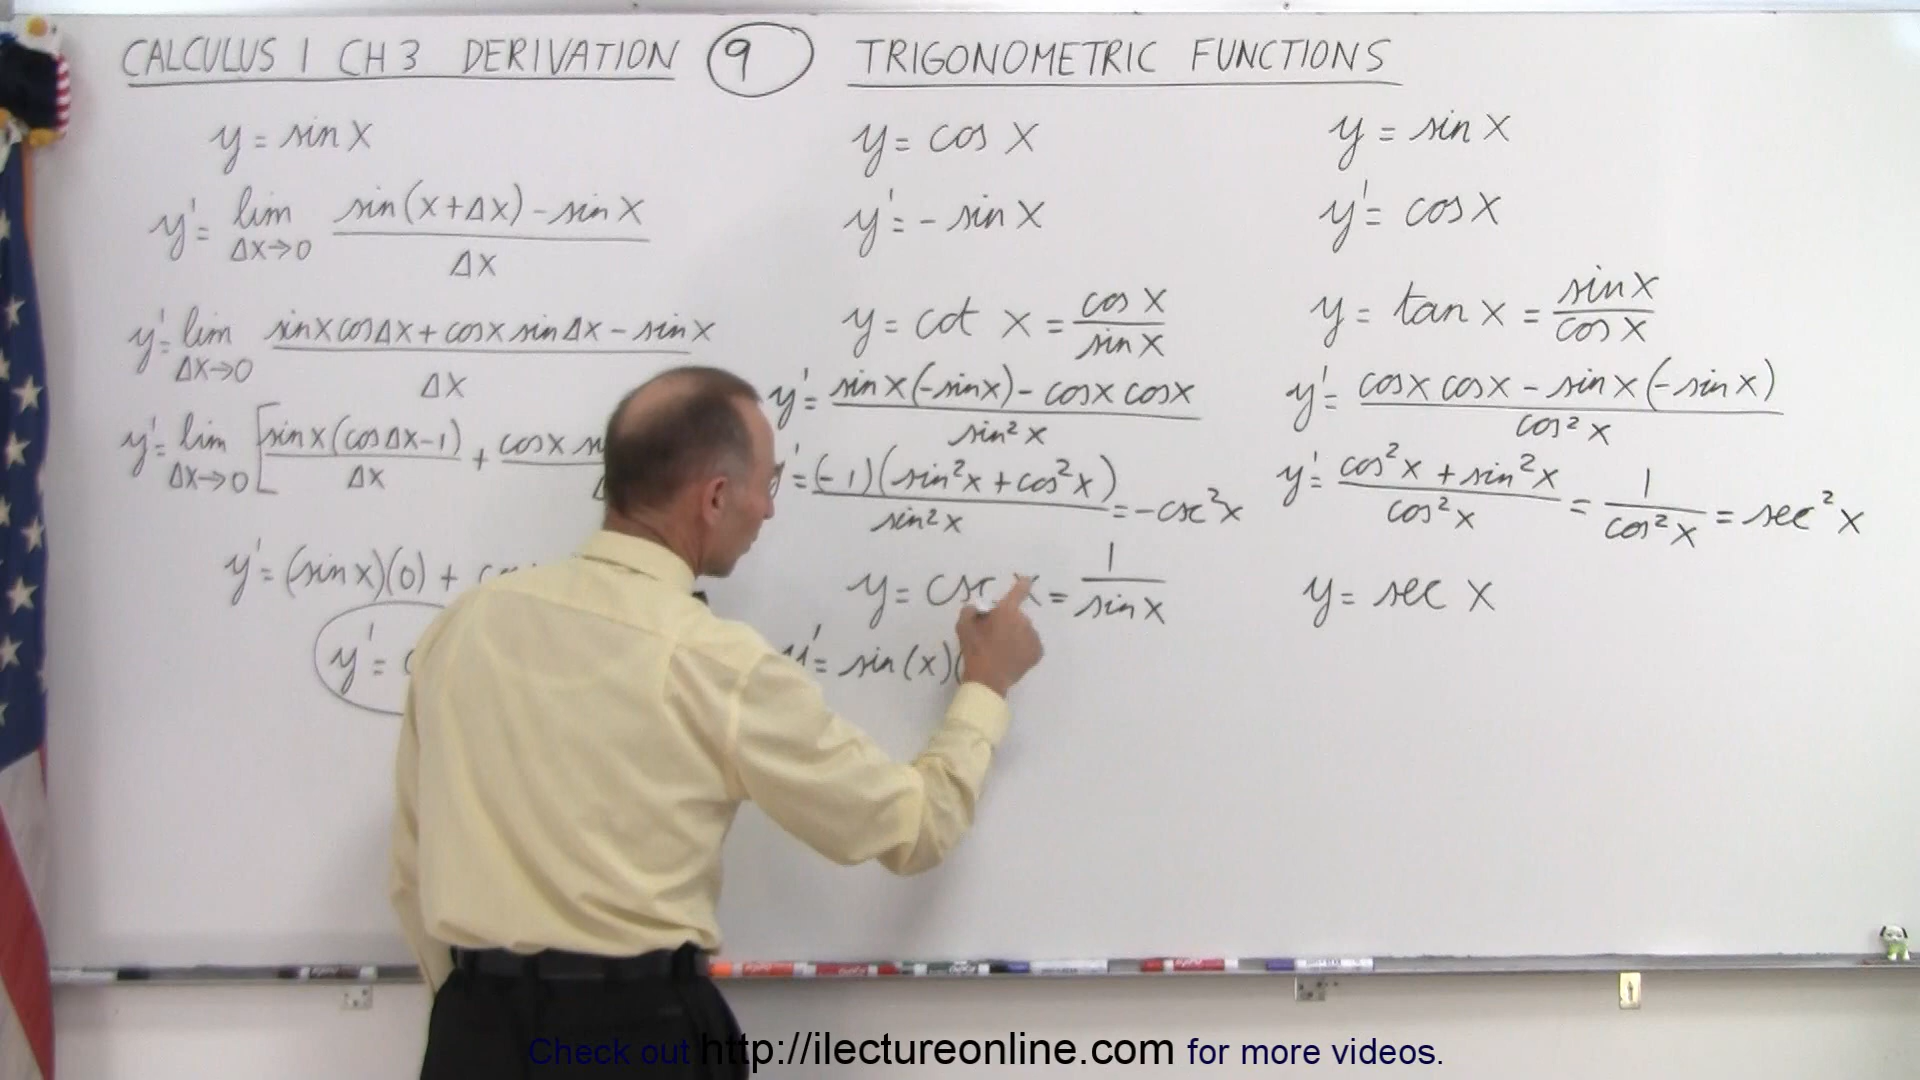 CALCULUS 1 CH 3 DERIVATION 9 TRIGONOMETRIC FUNCTIONS
y = sin x
y' = lim Δx→0 sin(x+Δx) - sin x / Δx
y' = lim Δx→0 sin x cos Δx + cos x sin Δx - sin x / Δx
y' = lim Δx→0 [ sin x (cos Δx - 1) / Δx + cos x
y' = (sin x)(0) +
y' =
y = cos x
y' = - sin x
y = cot x = cos x / sin x
y' = sin x (-sin x) - cos x cos x / sin² x
y' = (-1)(sin² x + cos² x) / sin² x = -csc² x
y = csc x = 1 / sin x
y' = sin(x)(
y = sin x
y' = cos x
y = tan x = sin x / cos x
y' = cos x cos x - sin x (-sin x) / cos² x
y' = cos² x + sin² x / cos² x = 1 / cos² x = sec² x
y = sec x
Check out http://ilectureonline.com for more videos.